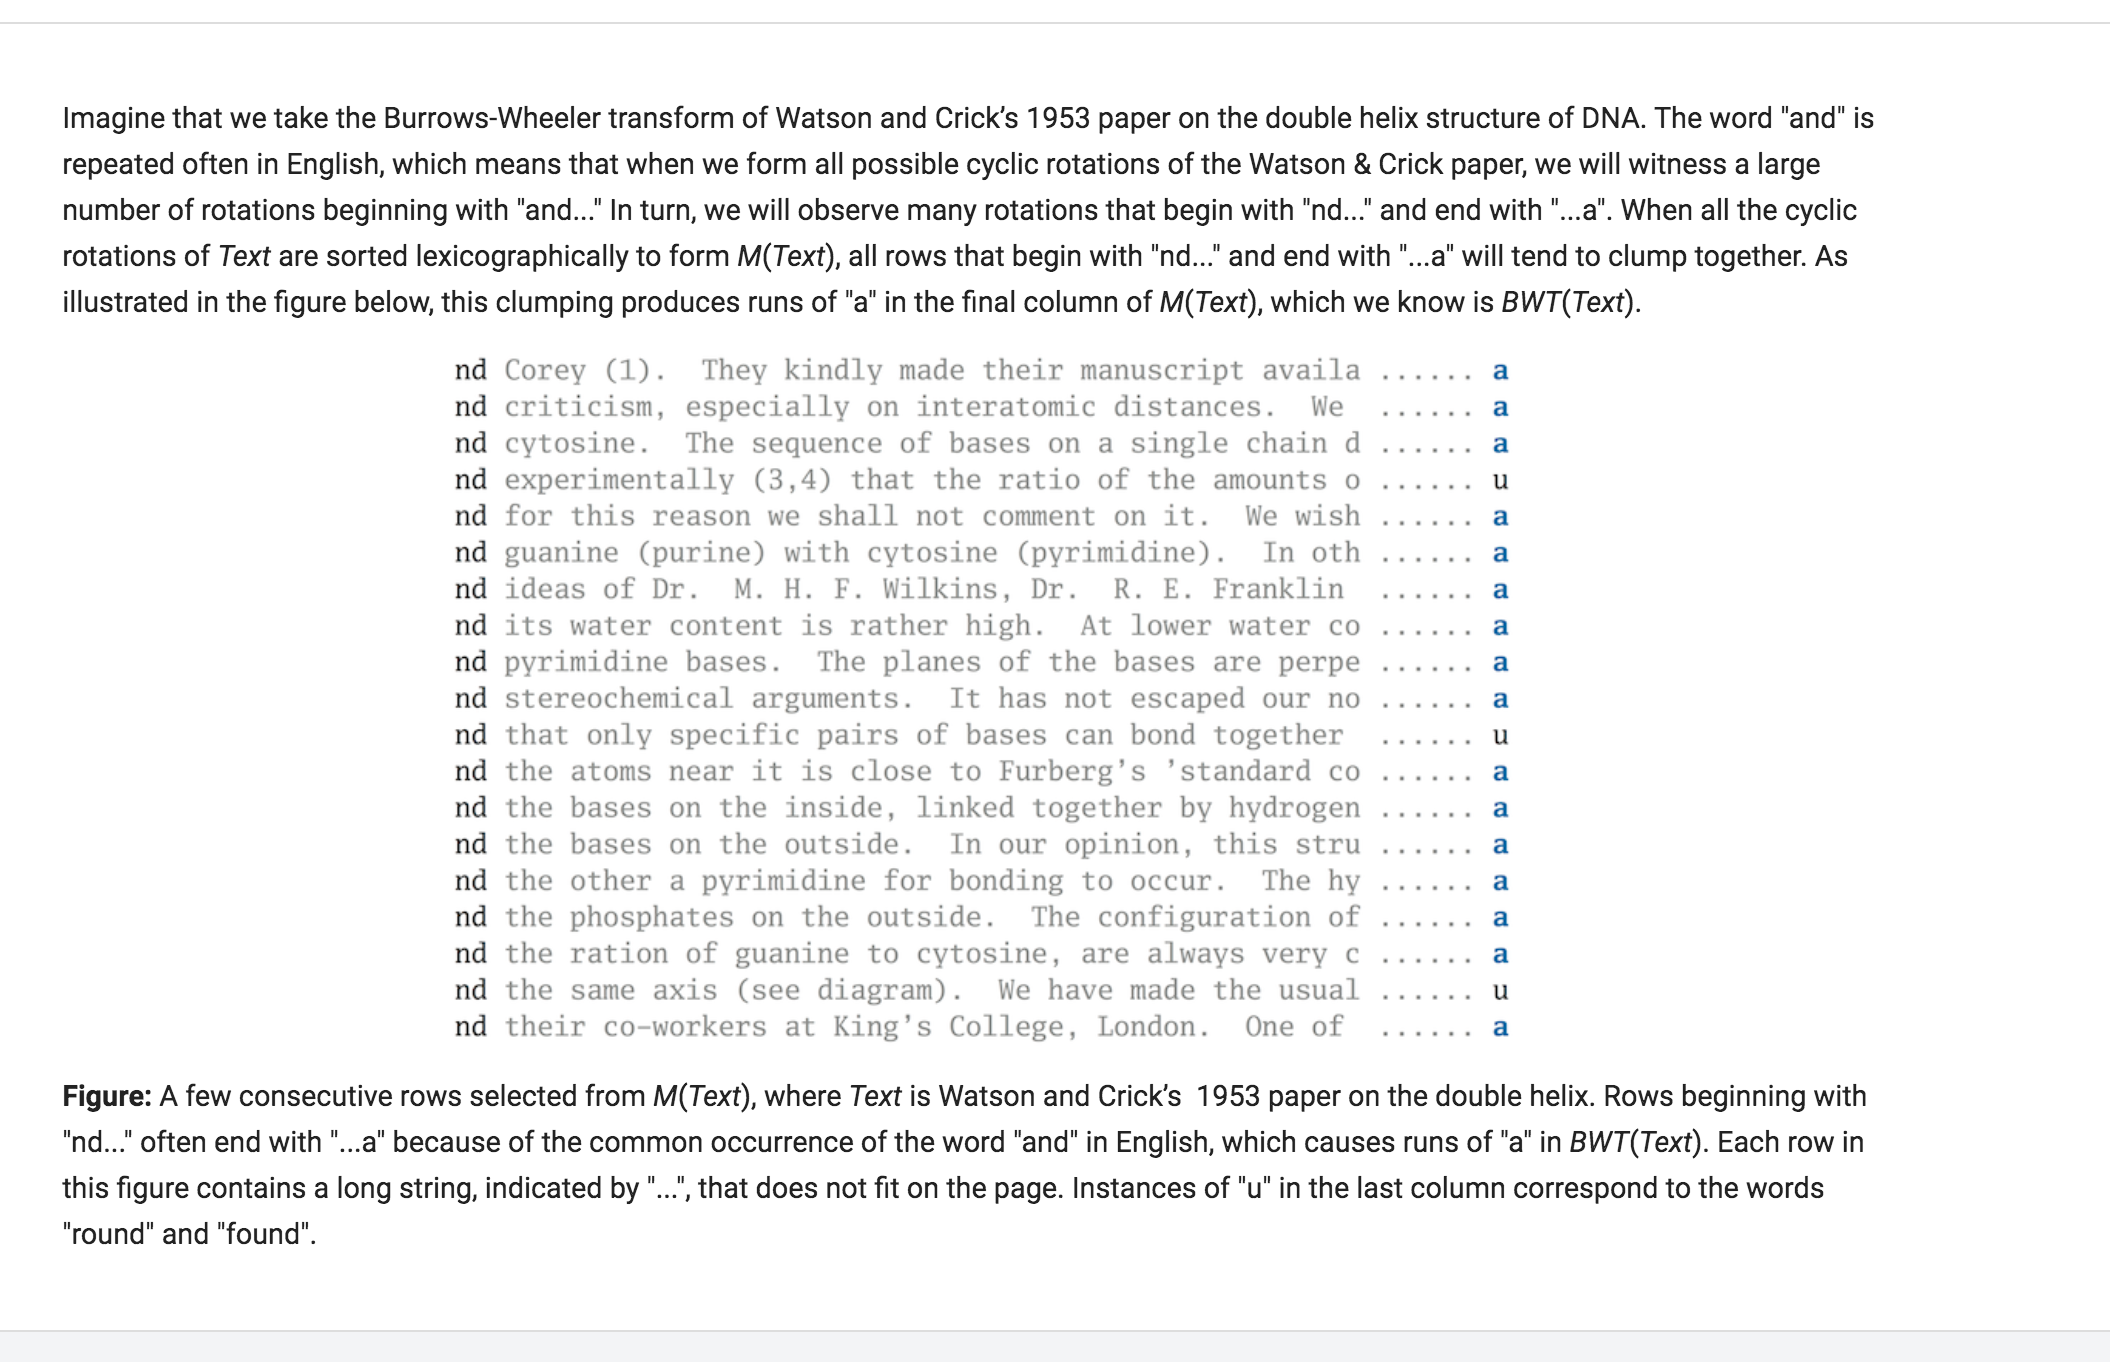 Imagine that we take the Burrows-Wheeler transform of Watson and Crick’s 1953 paper on the double helix structure of DNA. The word "and" is
repeated often in English, which means that when we form all possible cyclic rotations of the Watson & Crick paper, we will witness a large
number of rotations beginning with "and..." In turn, we will observe many rotations that begin with "nd..." and end with "...a". When all the cyclic
rotations of Text are sorted lexicographically to form M(Text), all rows that begin with "nd..." and end with "...a" will tend to clump together. As
illustrated in the figure below, this clumping produces runs of "a" in the final column of M(Text), which we know is BWT(Text).
nd Corey (1).  They kindly made their manuscript availa ...... a
nd criticism, especially on interatomic distances.  We  ...... a
nd cytosine.  The sequence of bases on a single chain d ...... a
nd experimentally (3,4) that the ratio of the amounts o ...... u
nd for this reason we shall not comment on it.  We wish ...... a
nd guanine (purine) with cytosine (pyrimidine).  In oth ...... a
nd ideas of Dr.  M. H. F. Wilkins, Dr.  R. E. Franklin  ...... a
nd its water content is rather high.  At lower water co ...... a
nd pyrimidine bases.  The planes of the bases are perpe ...... a
nd stereochemical arguments.  It has not escaped our no ...... a
nd that only specific pairs of bases can bond together  ...... u
nd the atoms near it is close to Furberg’s ’standard co ...... a
nd the bases on the inside, linked together by hydrogen ...... a
nd the bases on the outside.  In our opinion, this stru ...... a
nd the other a pyrimidine for bonding to occur.  The hy ...... a
nd the phosphates on the outside.  The configuration of ...... a
nd the ration of guanine to cytosine, are always very c ...... a
nd the same axis (see diagram).  We have made the usual ...... u
nd their co-workers at King’s College, London.  One of  ...... a
Figure: A few consecutive rows selected from M(Text), where Text is Watson and Crick’s  1953 paper on the double helix. Rows beginning with
"nd..." often end with "...a" because of the common occurrence of the word "and" in English, which causes runs of "a" in BWT(Text). Each row in
this figure contains a long string, indicated by "...", that does not fit on the page. Instances of "u" in the last column correspond to the words
"round" and "found".